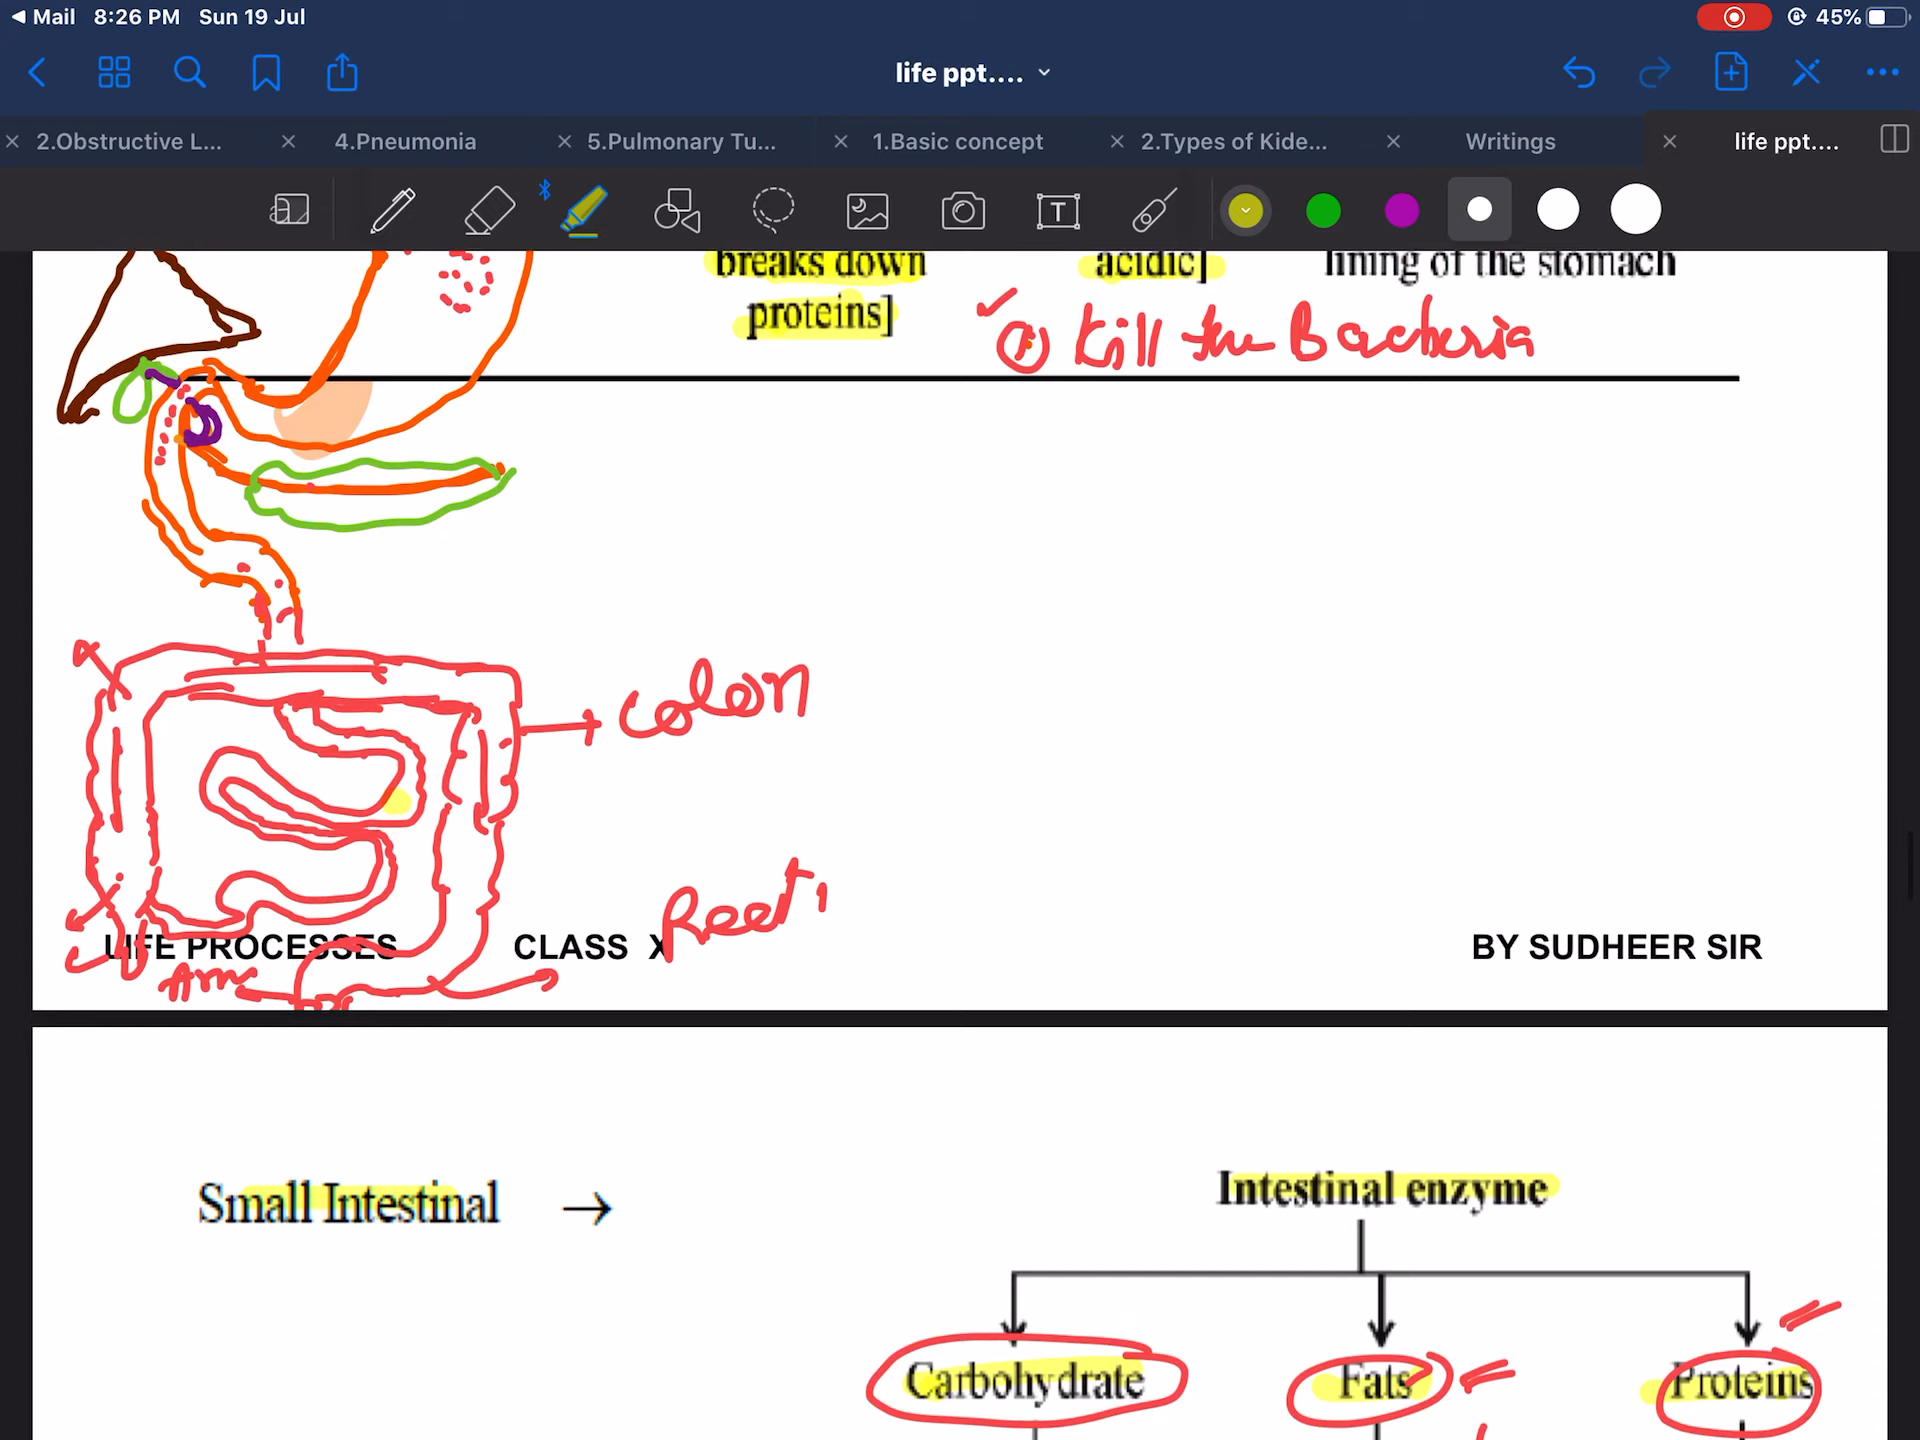 Mail 8:26 PM Sun 19 Jul 45%
life ppt....
2.Obstructive L... 4.Pneumonia 5.Pulmonary Tu... 1.Basic concept 2.Types of Kide... Writings life ppt....
breaks down acidic] lining of the stomach
proteins]
Kill the Bacteria
Colon
Rect
LIFE PROCESSES CLASS X BY SUDHEER SIR
Small Intestinal →
Intestinal enzyme
Carbohydrate Fats Proteins